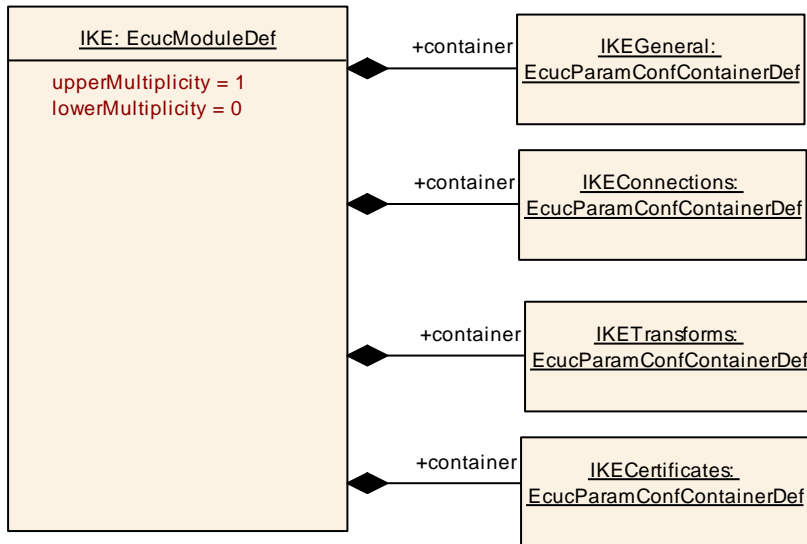 IKE: EcucModuleDef
upperMultiplicity = 1
lowerMultiplicity = 0
+container
IKEGeneral:
EcucParamConfContainerDef
+container
IKEConnections:
EcucParamConfContainerDef
+container
IKETransforms:
EcucParamConfContainerDef
+container
IKECertificates:
EcucParamConfContainerDef